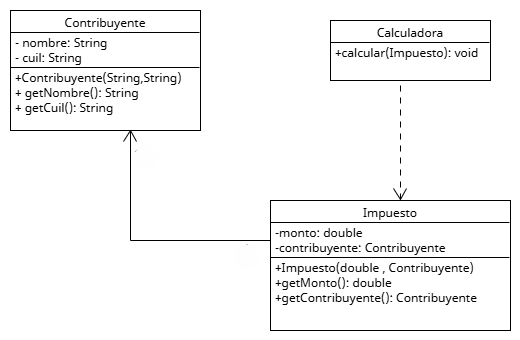 Contribuyente
- nombre: String
- cuil: String
+Contribuyente(String,String)
+ getNombre(): String
+ getCuil(): String
Calculadora
+calcular(Impuesto): void
Impuesto
-monto: double
-contribuyente: Contribuyente
+Impuesto(double , Contribuyente)
+getMonto(): double
+getContribuyente(): Contribuyente